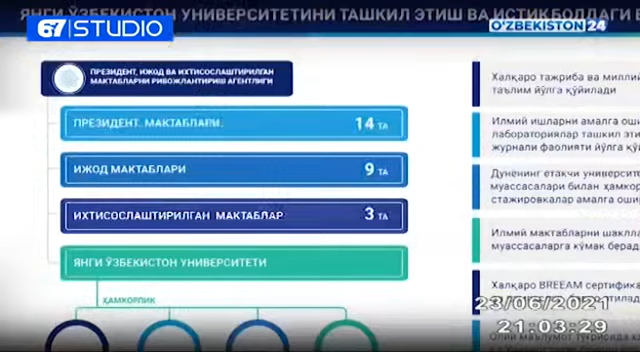 ЯНГИ ЎЗБЕКИСТОН УНИВЕРСИТЕТИНИ ТАШКИЛ ЭТИШ ВА ИСТИҚБОЛДАГИ
67 STUDIO
O'ZBEKISTON 24
ПРЕЗИДЕНТ, ИЖОД ВА ИХТИСОСЛАШТИРИЛГАН
МАКТАБЛАРНИ РИВОЖЛАНТИРИШ АГЕНТЛИГИ
ПРЕЗИДЕНТ МАКТАБЛАРИ 14 ТА
ИЖОД МАКТАБЛАРИ 9 ТА
ИХТИСОСЛАШТИРИЛГАН МАКТАБЛАР 3 ТА
ЯНГИ ЎЗБЕКИСТОН УНИВЕРСИТЕТИ
ҲАМКОРЛИК
Халқаро тажриба ва миллий
таълим йўлга қўйилади
Илмий ишларни амалга оши
лабораториялар ташкил эти
журнали фаолияти йўлга қў
Дунёнинг етакчи университ
муассасалари билан ҳамкор
стажировкалар амалга ошир
Илмий мактабларни шаклла
муассасаларга кўмак берад
Халқаро BREEAM сертифика
23/06/2021
21:03:29